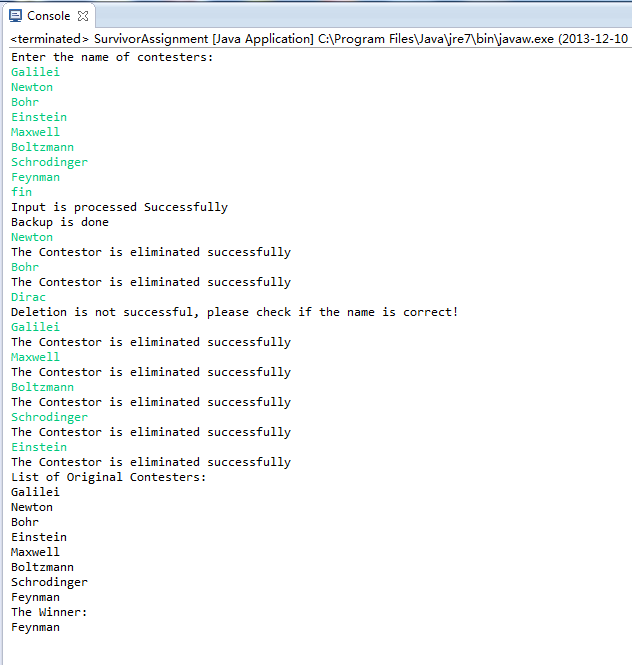 Console
<terminated> SurvivorAssignment [Java Application] C:\Program Files\Java\jre7\bin\javaw.exe (2013-12-10
Enter the name of contesters:
Galilei
Newton
Bohr
Einstein
Maxwell
Boltzmann
Schrodinger
Feynman
fin
Input is processed Successfully
Backup is done
Newton
The Contestor is eliminated successfully
Bohr
The Contestor is eliminated successfully
Dirac
Deletion is not successful, please check if the name is correct!
Galilei
The Contestor is eliminated successfully
Maxwell
The Contestor is eliminated successfully
Boltzmann
The Contestor is eliminated successfully
Schrodinger
The Contestor is eliminated successfully
Einstein
The Contestor is eliminated successfully
List of Original Contesters:
Galilei
Newton
Bohr
Einstein
Maxwell
Boltzmann
Schrodinger
Feynman
The Winner:
Feynman